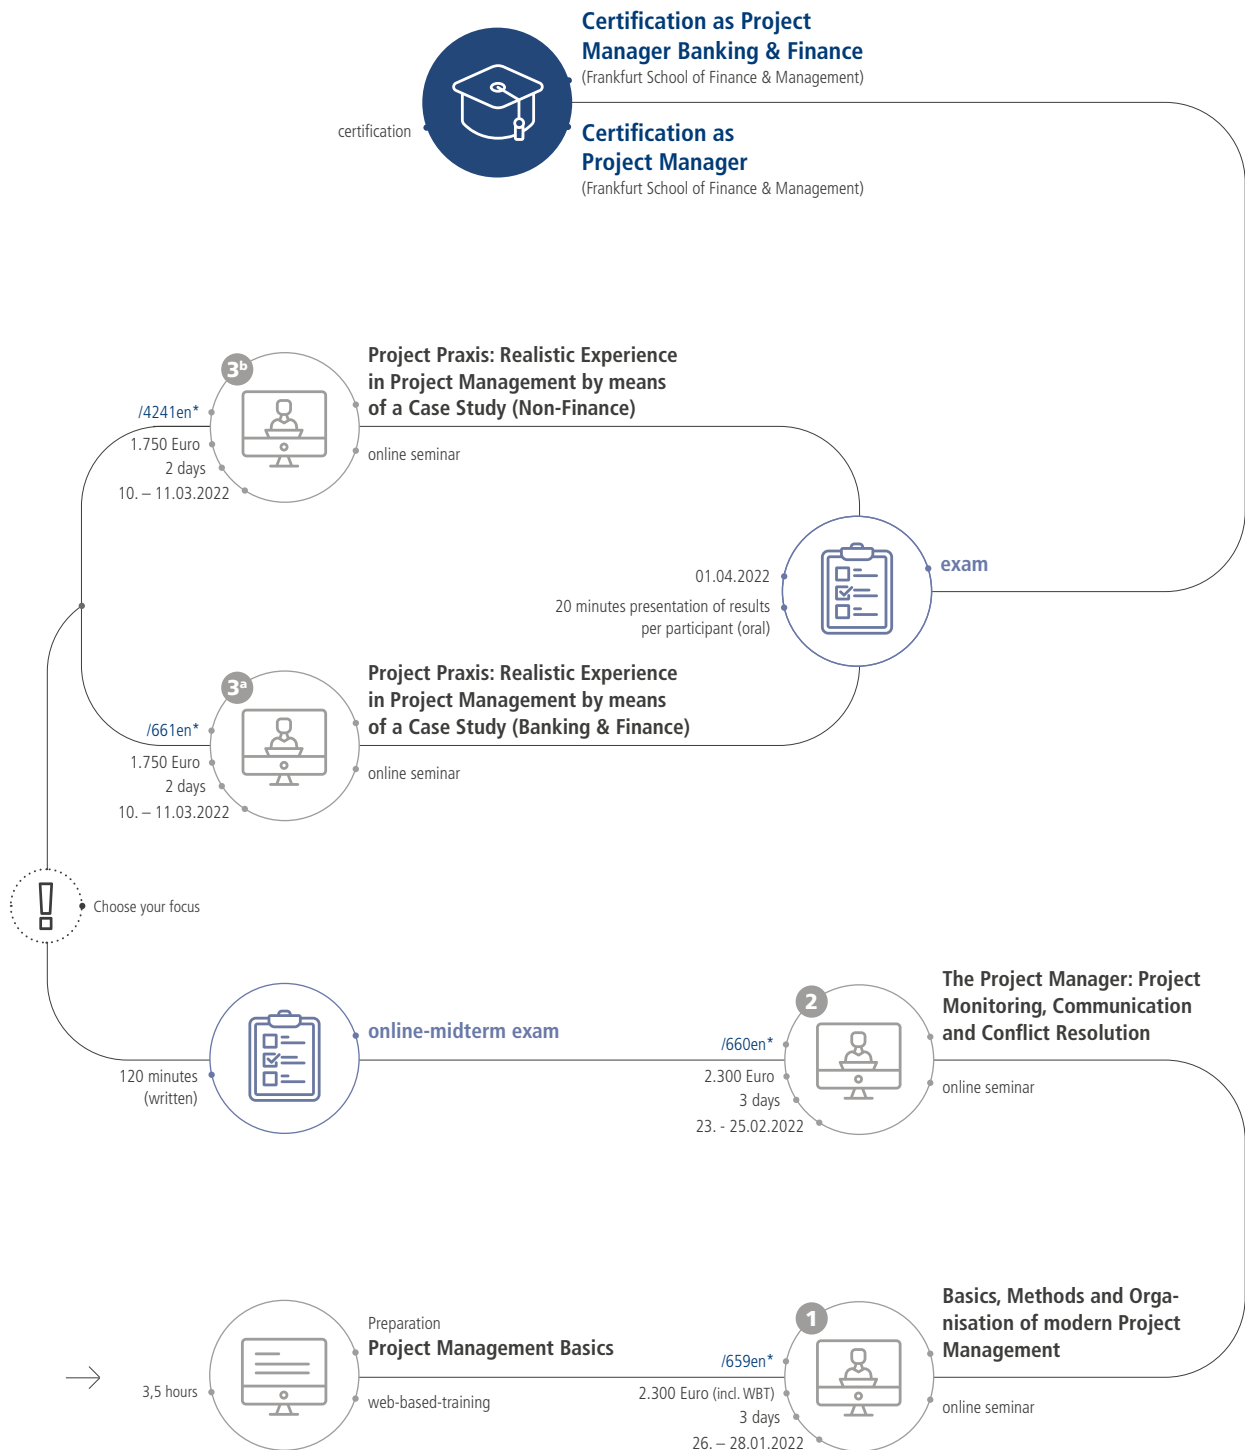 Certification as Project
Manager Banking & Finance
(Frankfurt School of Finance & Management)
certification
Certification as
Project Manager
(Frankfurt School of Finance & Management)
3b
Project Praxis: Realistic Experience
in Project Management by means
of a Case Study (Non-Finance)
/4241en*
1.750 Euro
2 days
10. – 11.03.2022
online seminar
exam
01.04.2022
20 minutes presentation of results
per participant (oral)
3a
Project Praxis: Realistic Experience
in Project Management by means
of a Case Study (Banking & Finance)
/661en*
1.750 Euro
2 days
10. – 11.03.2022
online seminar
Choose your focus
online-midterm exam
120 minutes
(written)
2
The Project Manager: Project
Monitoring, Communication
and Conflict Resolution
/660en*
2.300 Euro
3 days
23. - 25.02.2022
online seminar
Preparation
Project Management Basics
3,5 hours
web-based-training
1
Basics, Methods and Orga-
nisation of modern Project
Management
/659en*
2.300 Euro (incl. WBT)
3 days
26. – 28.01.2022
online seminar